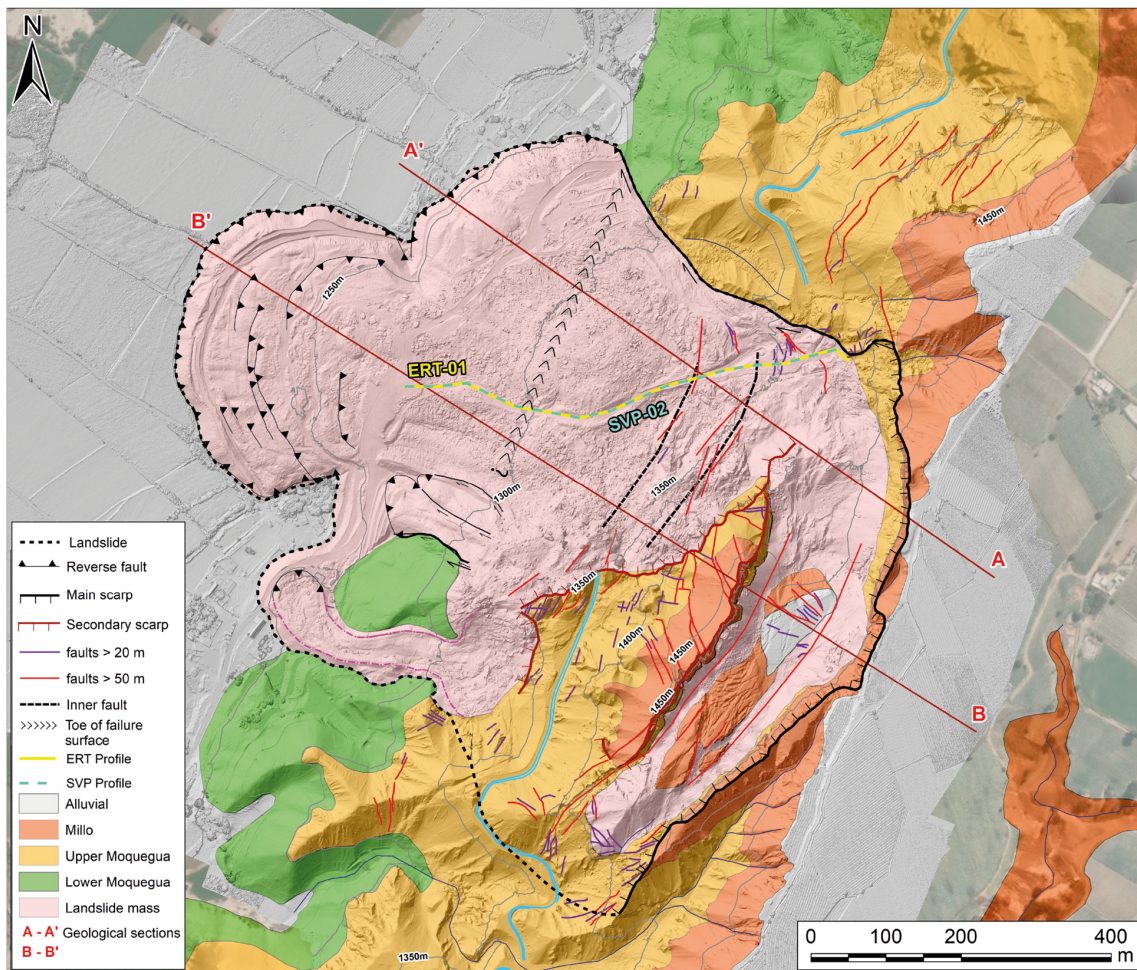 N
A'
B'
1450m
1250m
ERT-01
SVP-02
1300m
1350m
1350m
1400m
1450m
1450m
A
B
1350m
Landslide
Reverse fault
Main scarp
Secondary scarp
faults > 20 m
faults > 50 m
Inner fault
Toe of failure
surface
ERT Profile
SVP Profile
Alluvial
Millo
Upper Moquegua
Lower Moquegua
Landslide mass
A - A' Geological sections
B - B'
0 100 200 400
m